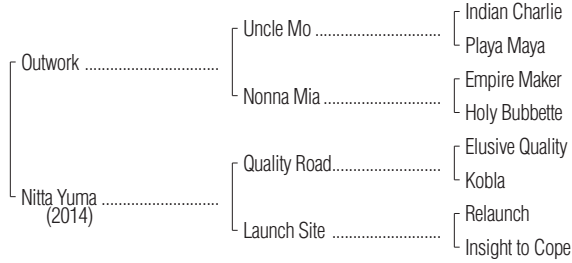 Indian Charlie
Uncle Mo ..............................
Playa Maya
Outwork ..............................
Empire Maker
Nonna Mia ............................
Holy Bubbette
Elusive Quality
Quality Road...........................
Kobla
Nitta Yuma ...........................
(2014)
Relaunch
Launch Site ..........................
Insight to Cope